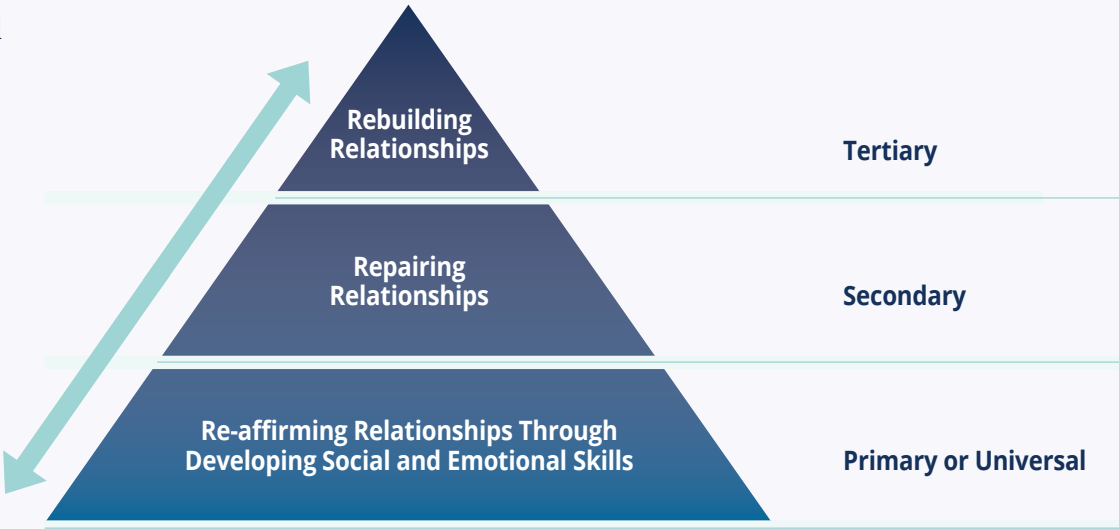 Rebuilding
Relationships
Tertiary
Repairing
Relationships
Secondary
Re-affirming Relationships Through
Developing Social and Emotional Skills
Primary or Universal